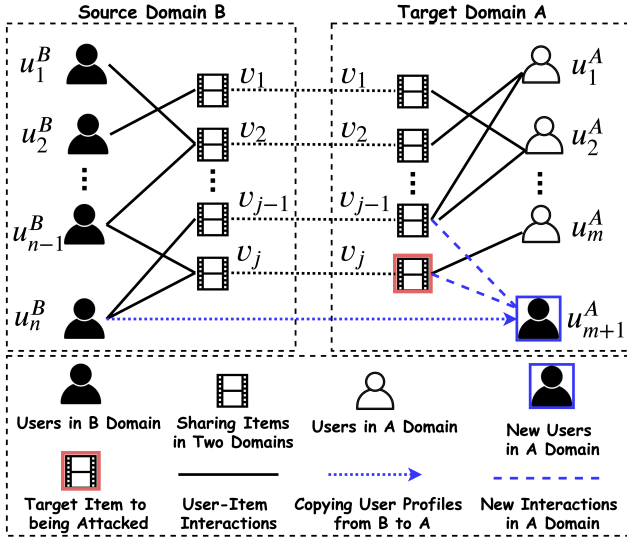 Source Domain B
Target Domain A
u_1^B
v_1
v_1
u_1^A
u_2^B
v_2
v_2
u_2^A
u_{n-1}^B
v_{j-1}
v_{j-1}
u_m^A
v_j
v_j
u_n^B
u_{m+1}^A
Users in B Domain
Sharing Items
in Two Domains
Users in A Domain
New Users
in A Domain
Target Item to
being Attacked
User-Item
Interactions
Copying User Profiles
from B to A
New Interactions
in A Domain